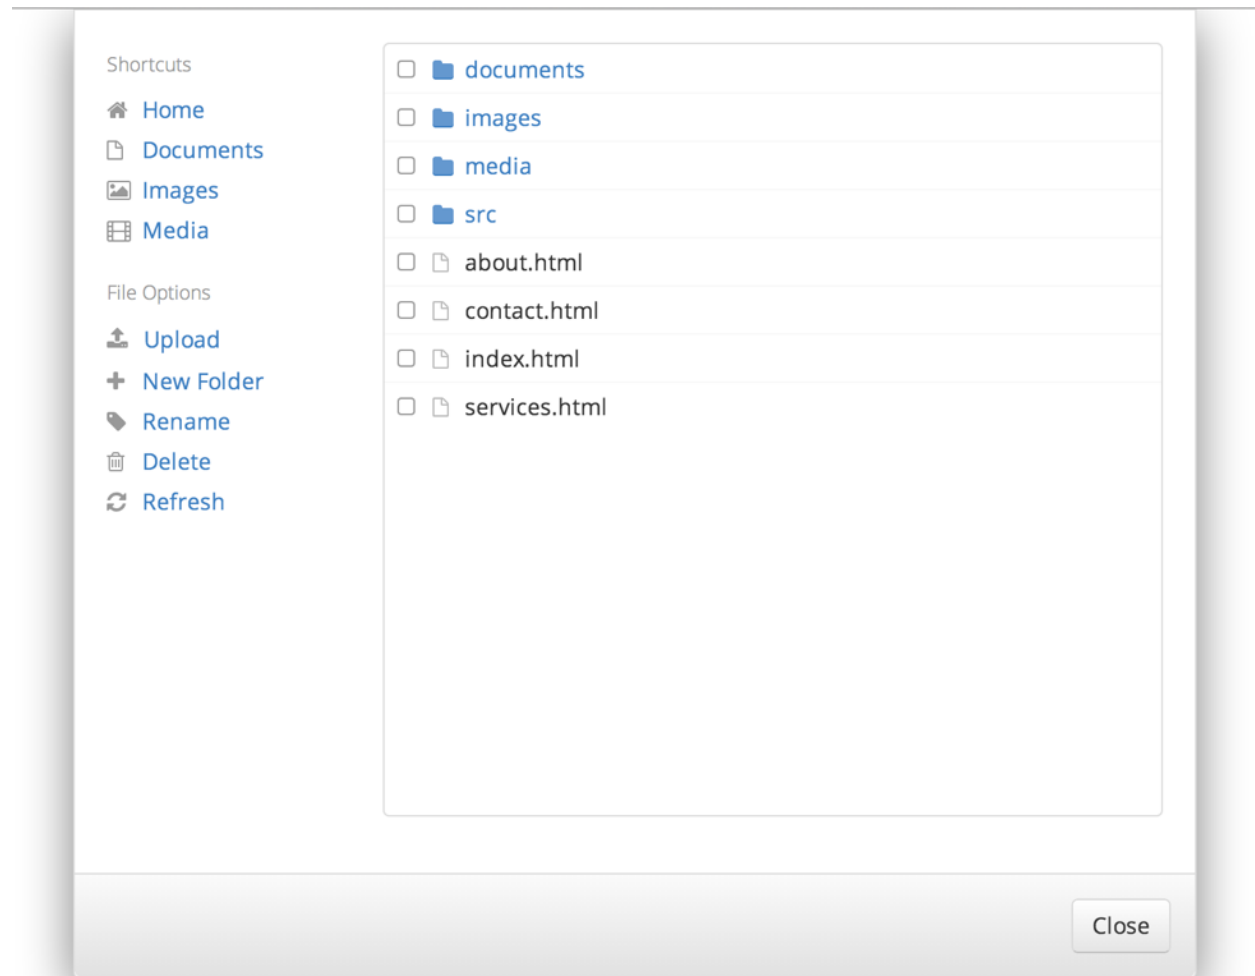 Shortcuts
Home
Documents
Images
Media
File Options
Upload
New Folder
Rename
Delete
Refresh
documents
images
media
src
about.html
contact.html
index.html
services.html
Close